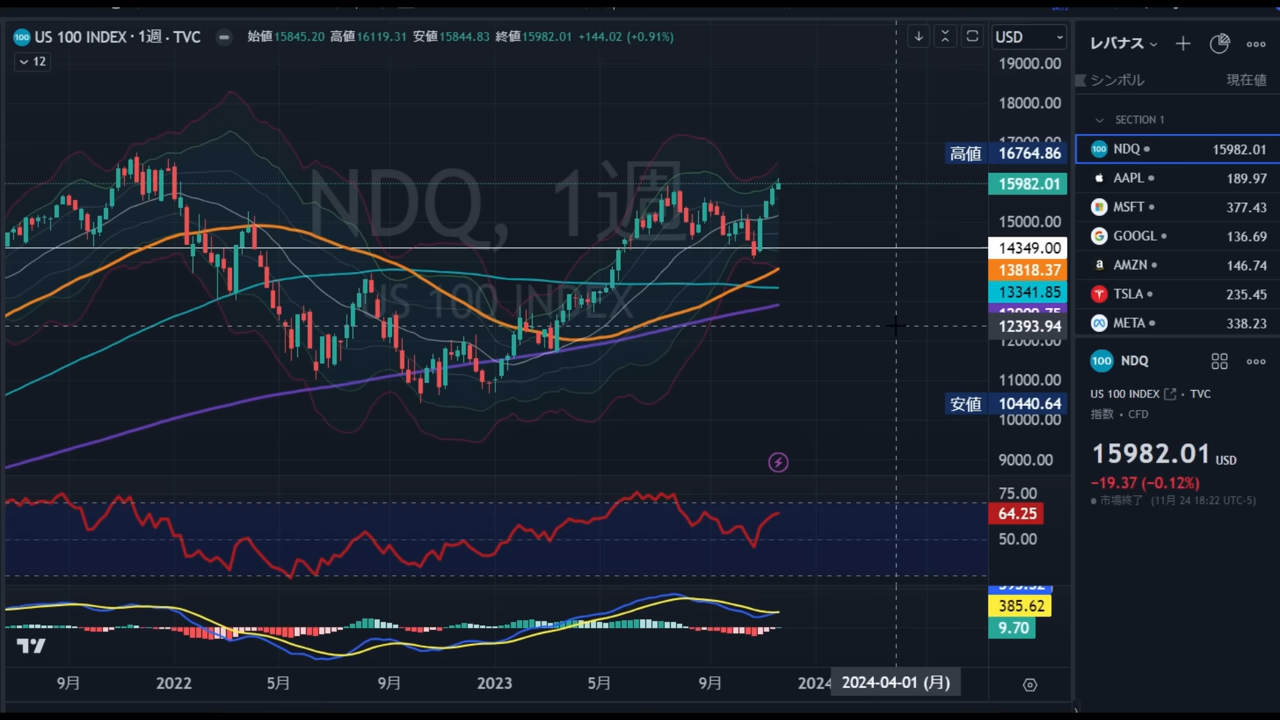 US 100 INDEX · 1週 · TVC 始値15845.20 高値16119.31 安値15844.83 終値15982.01 +144.02 (+0.91%)
12
NDQ, 1週
US 100 INDEX
USD
19000.00
18000.00
17000.00
高値 16764.86
15982.01
15000.00
14349.00
13818.37
13341.85
12393.94
12000.00
11000.00
安値 10440.64
10000.00
9000.00
75.00
64.25
50.00
385.62
9.70
9月 2022 5月 9月 2023 5月 9月 2024 2024-04-01 (月)
レバナス
シンボル 現在値
SECTION 1
NDQ 15982.01
AAPL 189.97
MSFT 377.43
GOOGL 136.69
AMZN 146.74
TSLA 235.45
META 338.23
NDQ
US 100 INDEX · TVC
指数 · CFD
15982.01 USD
−19.37 (−0.12%)
市場終了 (11月 24 18:22 UTC-5)